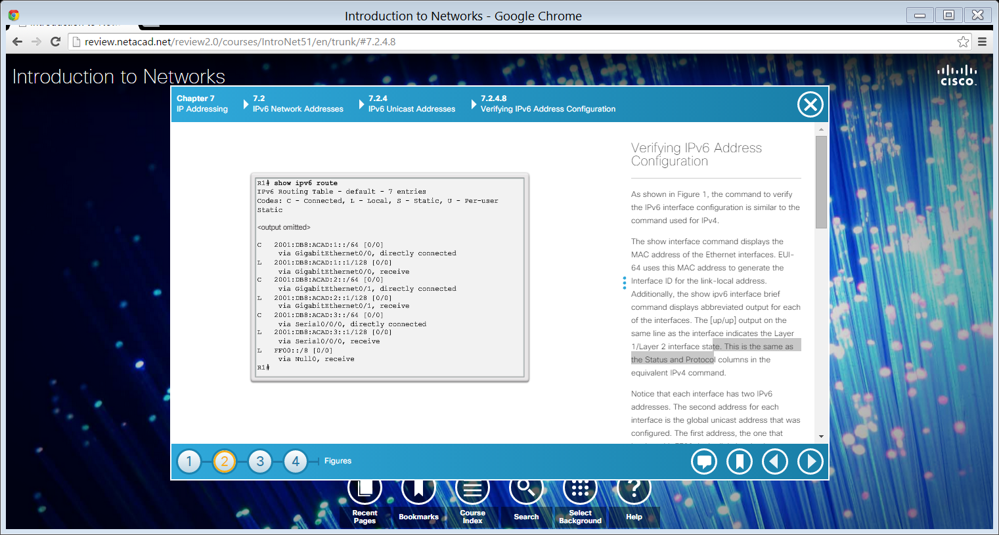 Introduction to Networks - Google Chrome
review.netacad.net/review2.0/courses/IntroNet51/en/trunk/#7.2.4.8
Introduction to Networks
CISCO.
Chapter 7
IP Addressing
7.2
IPv6 Network Addresses
7.2.4
IPv6 Unicast Addresses
7.2.4.8
Verifying IPv6 Address Configuration
R1# show ipv6 route
IPv6 Routing Table - default - 7 entries
Codes: C - Connected, L - Local, S - Static, U - Per-user
Static
<output omitted>
C 2001:DB8:ACAD:1::/64 [0/0]
via GigabitEthernet0/0, directly connected
L 2001:DB8:ACAD:1::1/128 [0/0]
via GigabitEthernet0/0, receive
C 2001:DB8:ACAD:2::/64 [0/0]
via GigabitEthernet0/1, directly connected
L 2001:DB8:ACAD:2::1/128 [0/0]
via GigabitEthernet0/1, receive
C 2001:DB8:ACAD:3::/64 [0/0]
via Serial0/0/0, directly connected
L 2001:DB8:ACAD:3::1/128 [0/0]
via Serial0/0/0, receive
L FF00::/8 [0/0]
via Null0, receive
R1#
Verifying IPv6 Address
Configuration
As shown in Figure 1, the command to verify
the IPv6 interface configuration is similar to the
command used for IPv4.
The show interface command displays the
MAC address of the Ethernet interfaces. EUI-
64 uses this MAC address to generate the
Interface ID for the link-local address.
Additionally, the show ipv6 interface brief
command displays abbreviated output for each
of the interfaces. The [up/up] output on the
same line as the interface indicates the Layer
1/Layer 2 interface state. This is the same as
the Status and Protocol columns in the
equivalent IPv4 command.
Notice that each interface has two IPv6
addresses. The second address for each
interface is the global unicast address that was
configured. The first address, the one that
1
2
3
4
Figures
Recent
Pages
Bookmarks
Course
Index
Search
Select
Background
Help